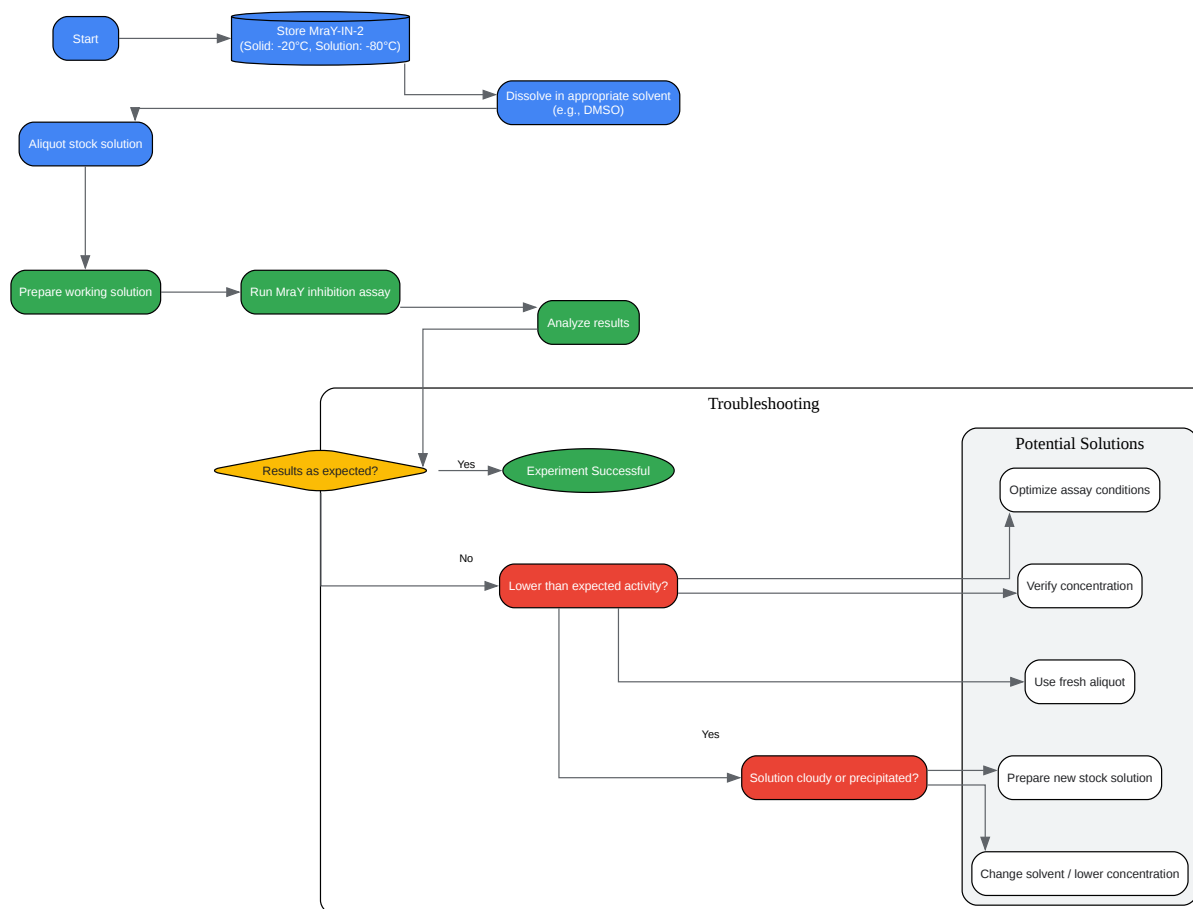 Start
Store MraY-IN-2
(Solid: -20°C, Solution: -80°C)
Dissolve in appropriate solvent
(e.g., DMSO)
Aliquot stock solution
Prepare working solution
Run MraY inhibition assay
Analyze results
Troubleshooting
Potential Solutions
Results as expected?
Yes
Experiment Successful
Optimize assay conditions
No
Lower than expected activity?
Verify concentration
Use fresh aliquot
Yes
Solution cloudy or precipitated?
Prepare new stock solution
Change solvent / lower concentration